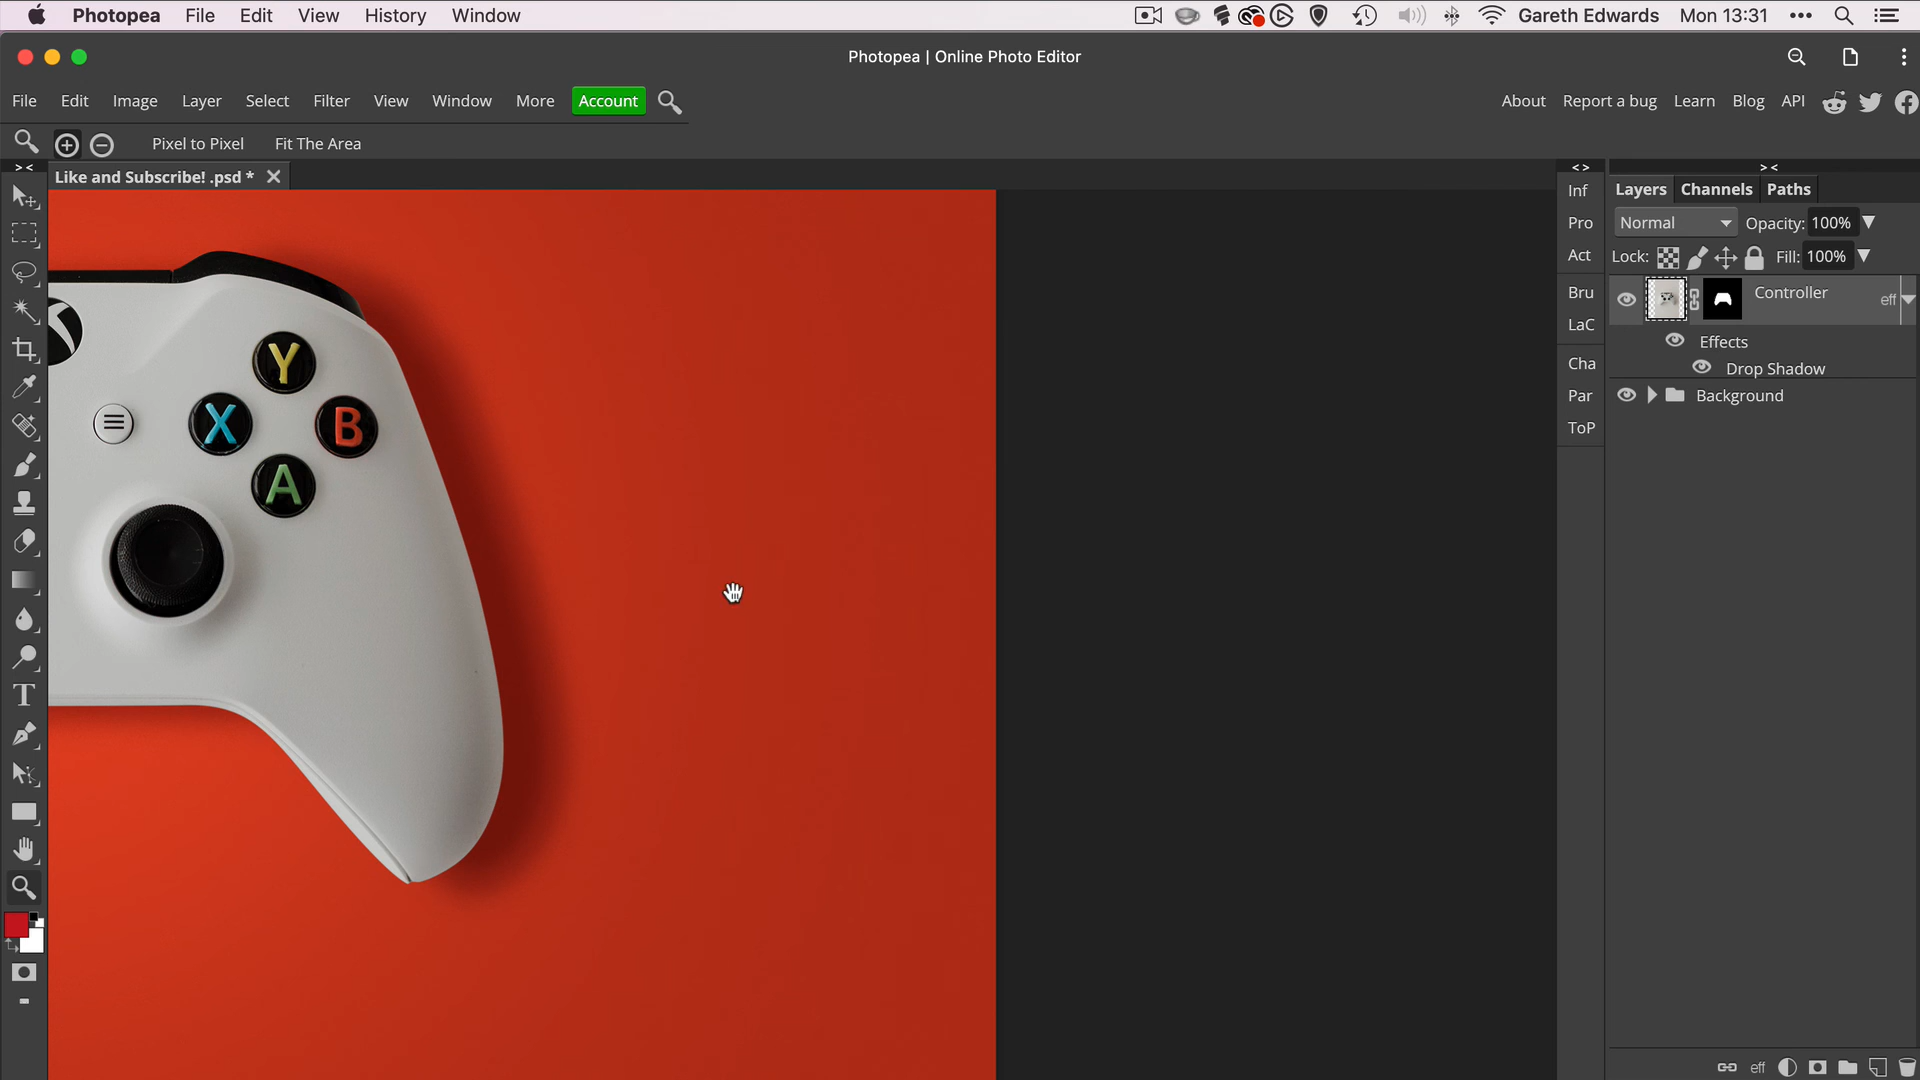 Photopea File Edit View History Window Gareth Edwards Mon 13:31
Photopea | Online Photo Editor
File Edit Image Layer Select Filter View Window More Account About Report a bug Learn Blog API
Pixel to Pixel Fit The Area
Like and Subscribe! .psd *
Inf
Pro
Act
Bru
LaC
Cha
Par
ToP
Layers Channels Paths
Normal Opacity: 100%
Lock: Fill: 100%
Controller eff
Effects
Drop Shadow
Background
Y
X B
A
T
eff